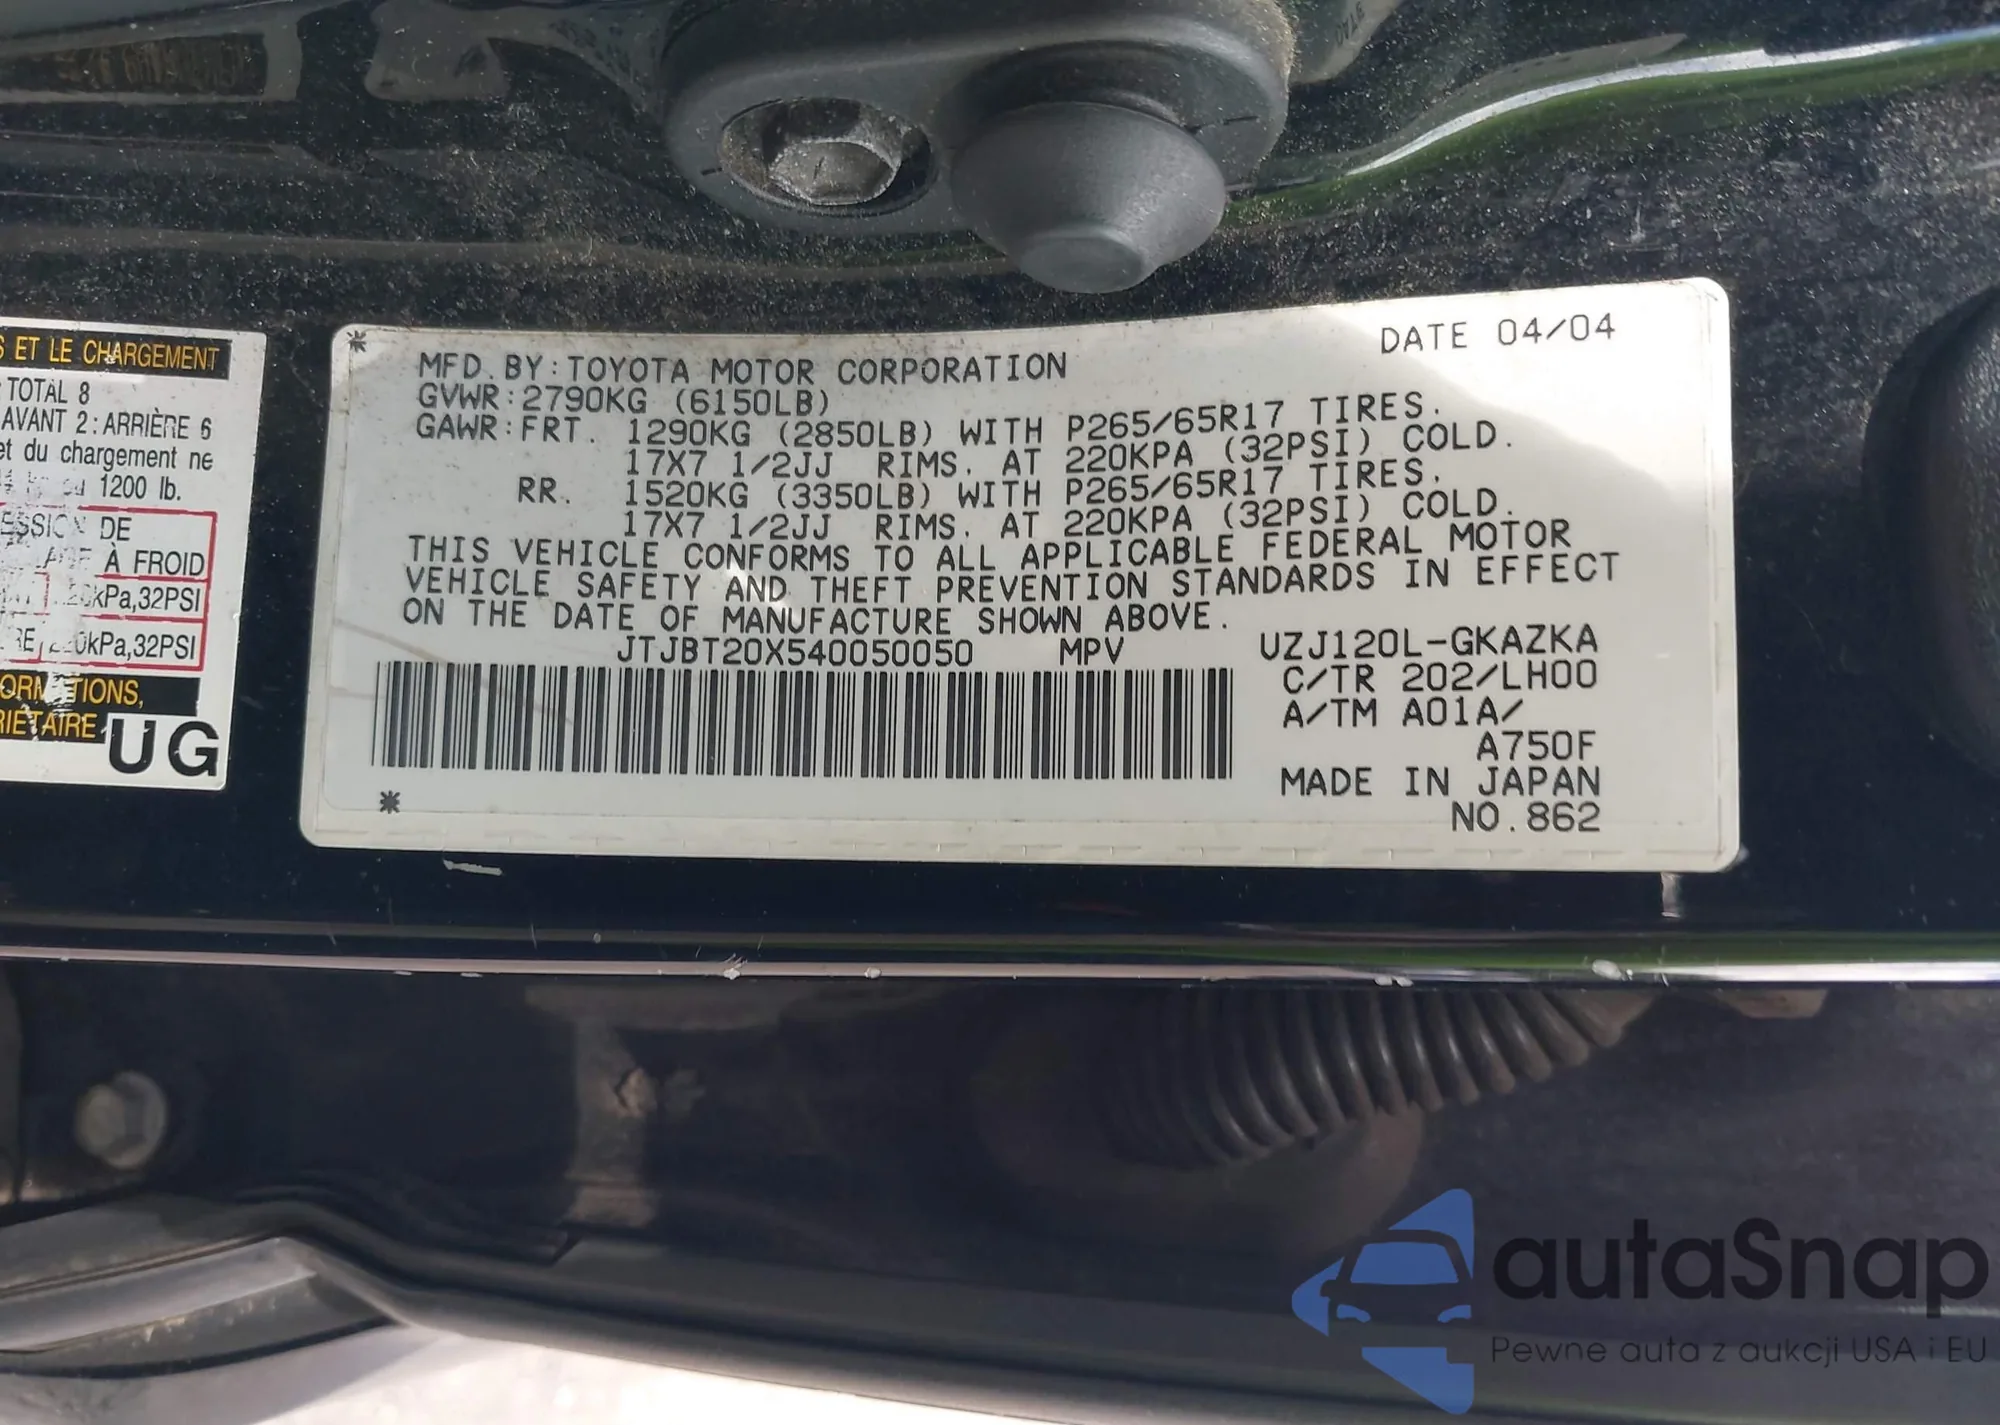 S ET LE CHARGEMENT
TOTAL 8
AVANT 2 : ARRIÈRE 6
et du chargement ne
1200 lb.
ESSION DE
À FROID
kPa,32PSI
RE, 0kPa,32PSI
TIONS,
RIÉTAIRE
UG
DATE 04/04
MFD. BY:TOYOTA MOTOR CORPORATION
GVWR:2790KG (6150LB)
GAWR:FRT. 1290KG (2850LB) WITH P265/65R17 TIRES.
17X7 1/2JJ RIMS. AT 220KPA (32PSI) COLD.
RR. 1520KG (3350LB) WITH P265/65R17 TIRES.
17X7 1/2JJ RIMS. AT 220KPA (32PSI) COLD.
THIS VEHICLE CONFORMS TO ALL APPLICABLE FEDERAL MOTOR
VEHICLE SAFETY AND THEFT PREVENTION STANDARDS IN EFFECT
ON THE DATE OF MANUFACTURE SHOWN ABOVE.
JTJBT20X540050050 MPV
UZJ120L-GKAZKA
C/TR 202/LH00
A/TM A01A/
A750F
MADE IN JAPAN
NO.862
autaSnap
Pewne auta z aukcji USA i EU